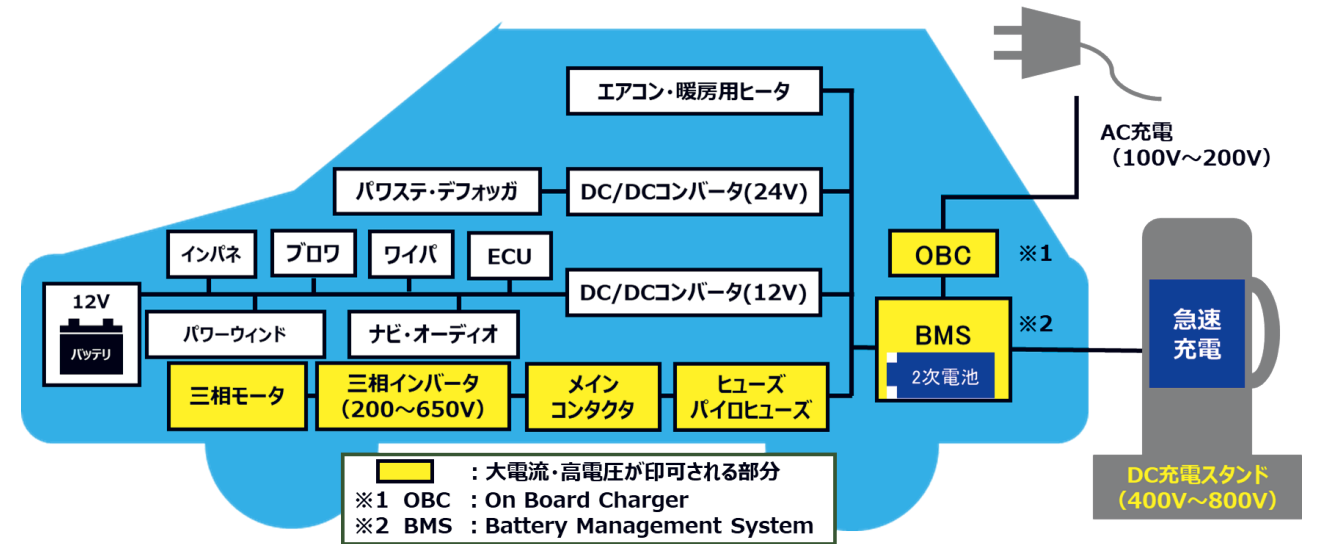 エアコン・暖房用ヒータ
AC充電
（100V～200V）
パワステ・デフォッガ
DC/DCコンバータ(24V)
インパネ
ブロワ
ワイパ
ECU
OBC
※1
12V
バッテリ
DC/DCコンバータ(12V)
パワーウィンド
ナビ・オーディオ
BMS
※2
2次電池
急速
充電
三相モータ
三相インバータ
（200～650V）
メイン
コンタクタ
ヒューズ
パイロヒューズ
：大電流・高電圧が印可される部分
※1 OBC ：On Board Charger
※2 BMS ：Battery Management System
DC充電スタンド
（400V～800V）